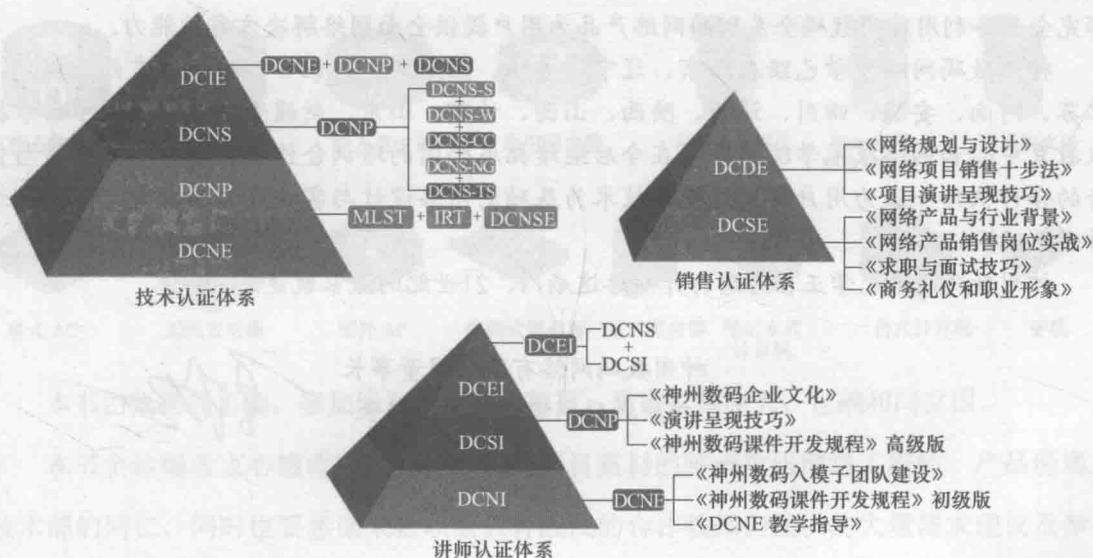 DCIE
DCNS
DCNP
DCNE
DCNE+DCNP+DCNS
DCNP
DCNS-S
+
DCNS-W
+
DCNS-CC
+
DCNS-NG
+
DCNS-TS
MLST+IRT+DCNSE
技术认证体系
DCDE
DCSE
《网络规划与设计》
《网络项目销售十步法》
《项目演讲呈现技巧》
《网络产品与行业背景》
《网络产品销售岗位实战》
《求职与面试技巧》
《商务礼仪和职业形象》
销售认证体系
DCEI
DCSI
DCNI
DCEI
DCNS
+
DCSI
DCNP
《神州数码企业文化》
《演讲呈现技巧》
《神州数码课件开发规程》高级版
DCNE
《神州数码入模子团队建设》
《神州数码课件开发规程》初级版
《DCNE 教学指导》
讲师认证体系